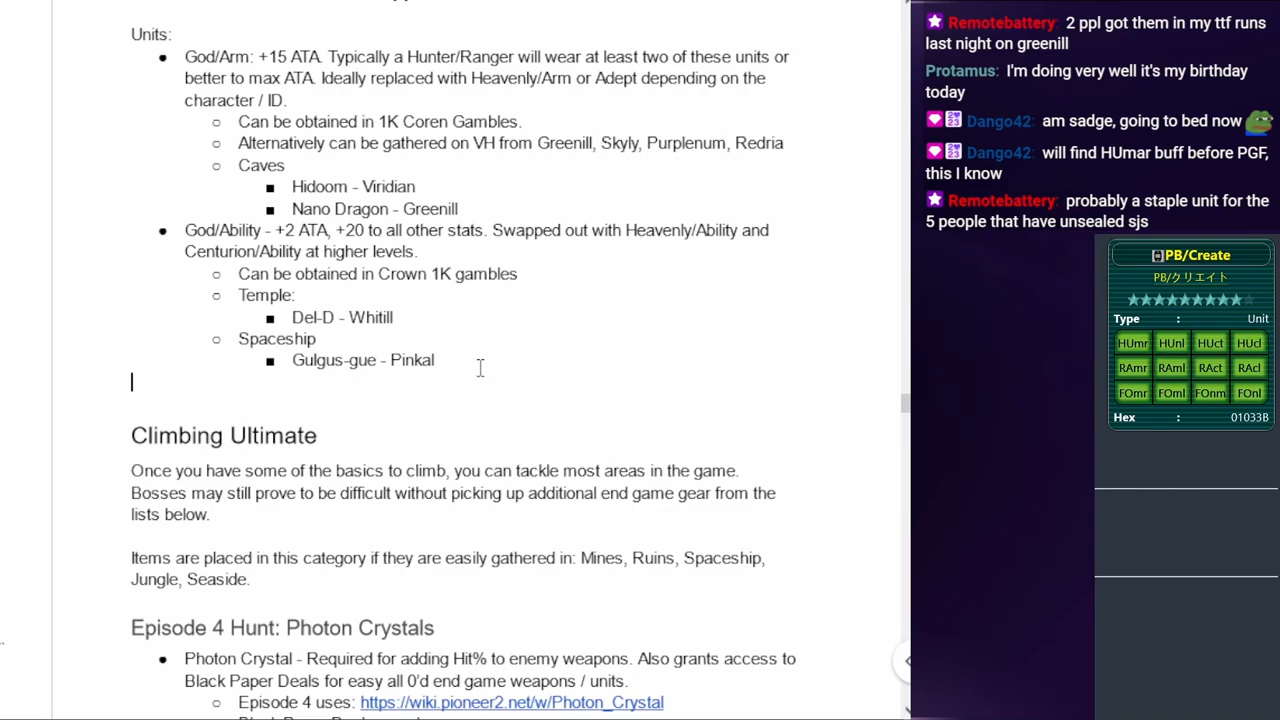 Units:
● God/Arm: +15 ATA. Typically a Hunter/Ranger will wear at least two of these units or
better to max ATA. Ideally replaced with Heavenly/Arm or Adept depending on the
character / ID.
○ Can be obtained in 1K Coren Gambles.
○ Alternatively can be gathered on VH from Greenill, Skyly, Purplenum, Redria
○ Caves
■ Hidoom - Viridian
■ Nano Dragon - Greenill
● God/Ability - +2 ATA, +20 to all other stats. Swapped out with Heavenly/Ability and
Centurion/Ability at higher levels.
○ Can be obtained in Crown 1K gambles
○ Temple:
■ Del-D - Whitill
○ Spaceship
■ Gulgus-gue - Pinkal
Climbing Ultimate
Once you have some of the basics to climb, you can tackle most areas in the game.
Bosses may still prove to be difficult without picking up additional end game gear from the
lists below.
Items are placed in this category if they are easily gathered in: Mines, Ruins, Spaceship,
Jungle, Seaside.
Episode 4 Hunt: Photon Crystals
● Photon Crystal - Required for adding Hit% to enemy weapons. Also grants access to
Black Paper Deals for easy all 0'd end game weapons / units.
○ Episode 4 uses: https://wiki.pioneer2.net/w/Photon_Crystal
Remotebattery: 2 ppl got them in my ttf runs
last night on greenill
Protamus: I'm doing very well it's my birthday
today
Dango42: am sadge, going to bed now
Dango42: will find HUmar buff before PGF,
this I know
Remotebattery: probably a staple unit for the
5 people that have unsealed sjs
PB/Create
PB/クリエイト
★★★★★★★★★★
Type : Unit
HUmr HUnl HUct HUcl
RAmr RAml RAct RAcl
FOmr FOml FOnm FOnl
Hex : 01033B